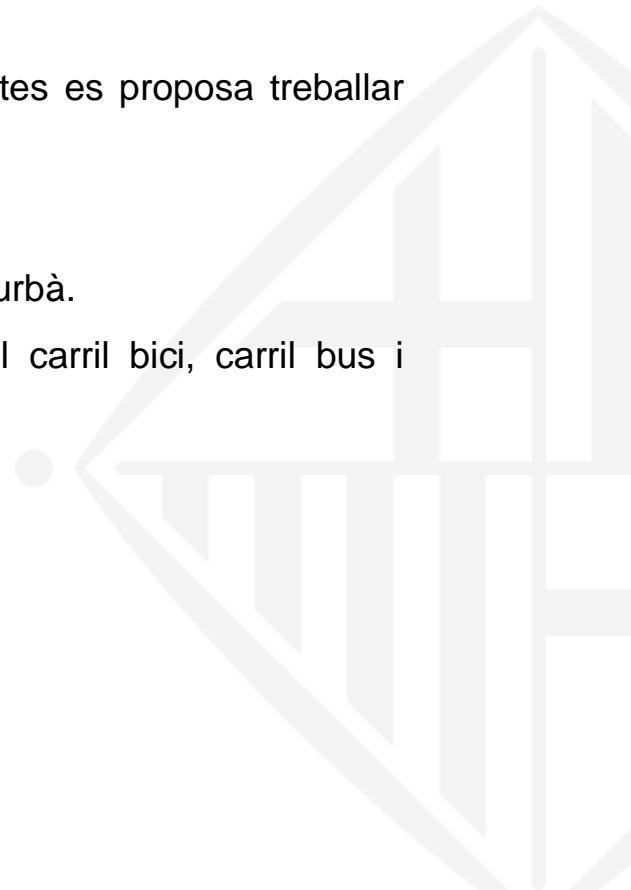 tes es proposa treballar
urbà.
l carril bici, carril bus i